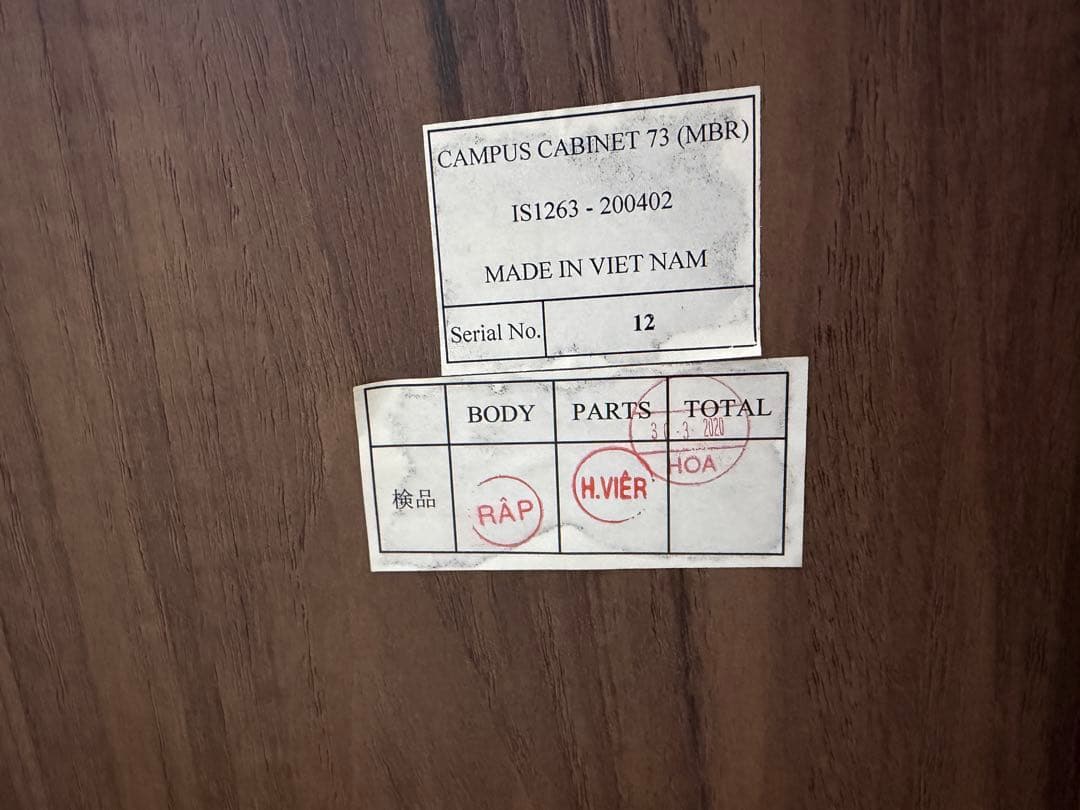 CAMPUS CABINET 73 (MBR)
IS1263 - 200402
MADE IN VIET NAM
Serial No. 12
BODY PARTS TOTAL
3-2020
HOA
検品 RÂP H.VIÊR